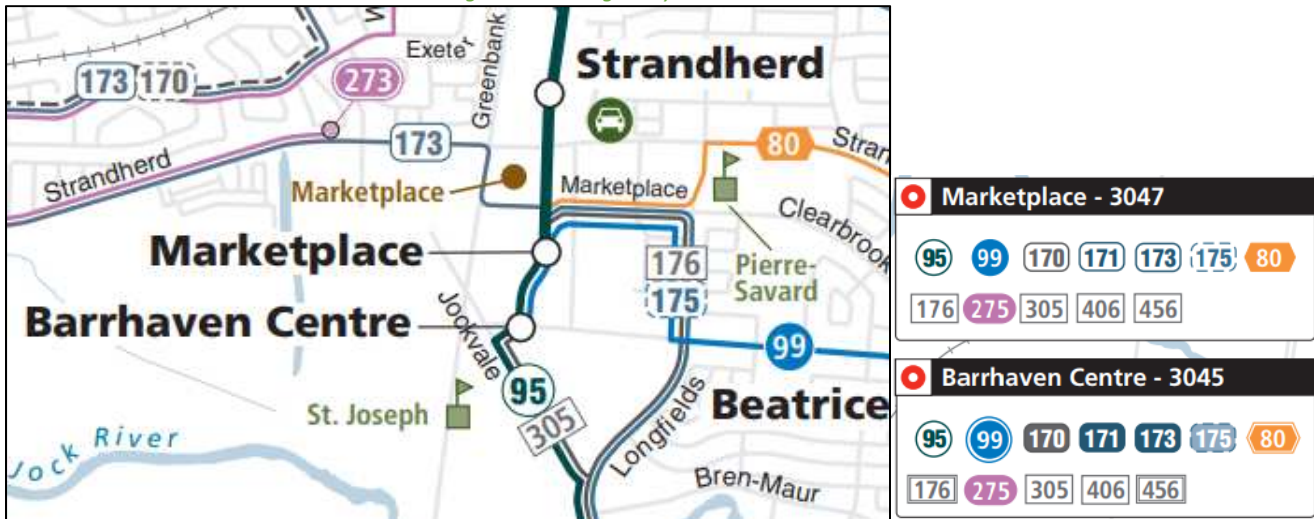 Exeter
Strandherd
173 170
273
Greenbank
173
80
Strandherd
Marketplace
Marketplace
Clearbrook
Marketplace
176
175
Pierre-
Savard
Barrhaven Centre
Jockvale
99
95
305
St. Joseph
Beatrice
Longfields
Jock River
Bren-Maur
Marketplace - 3047
95 99 170 171 173 175 80
176 275 305 406 456
Barrhaven Centre - 3045
95 99 170 171 173 175 80
176 275 305 406 456